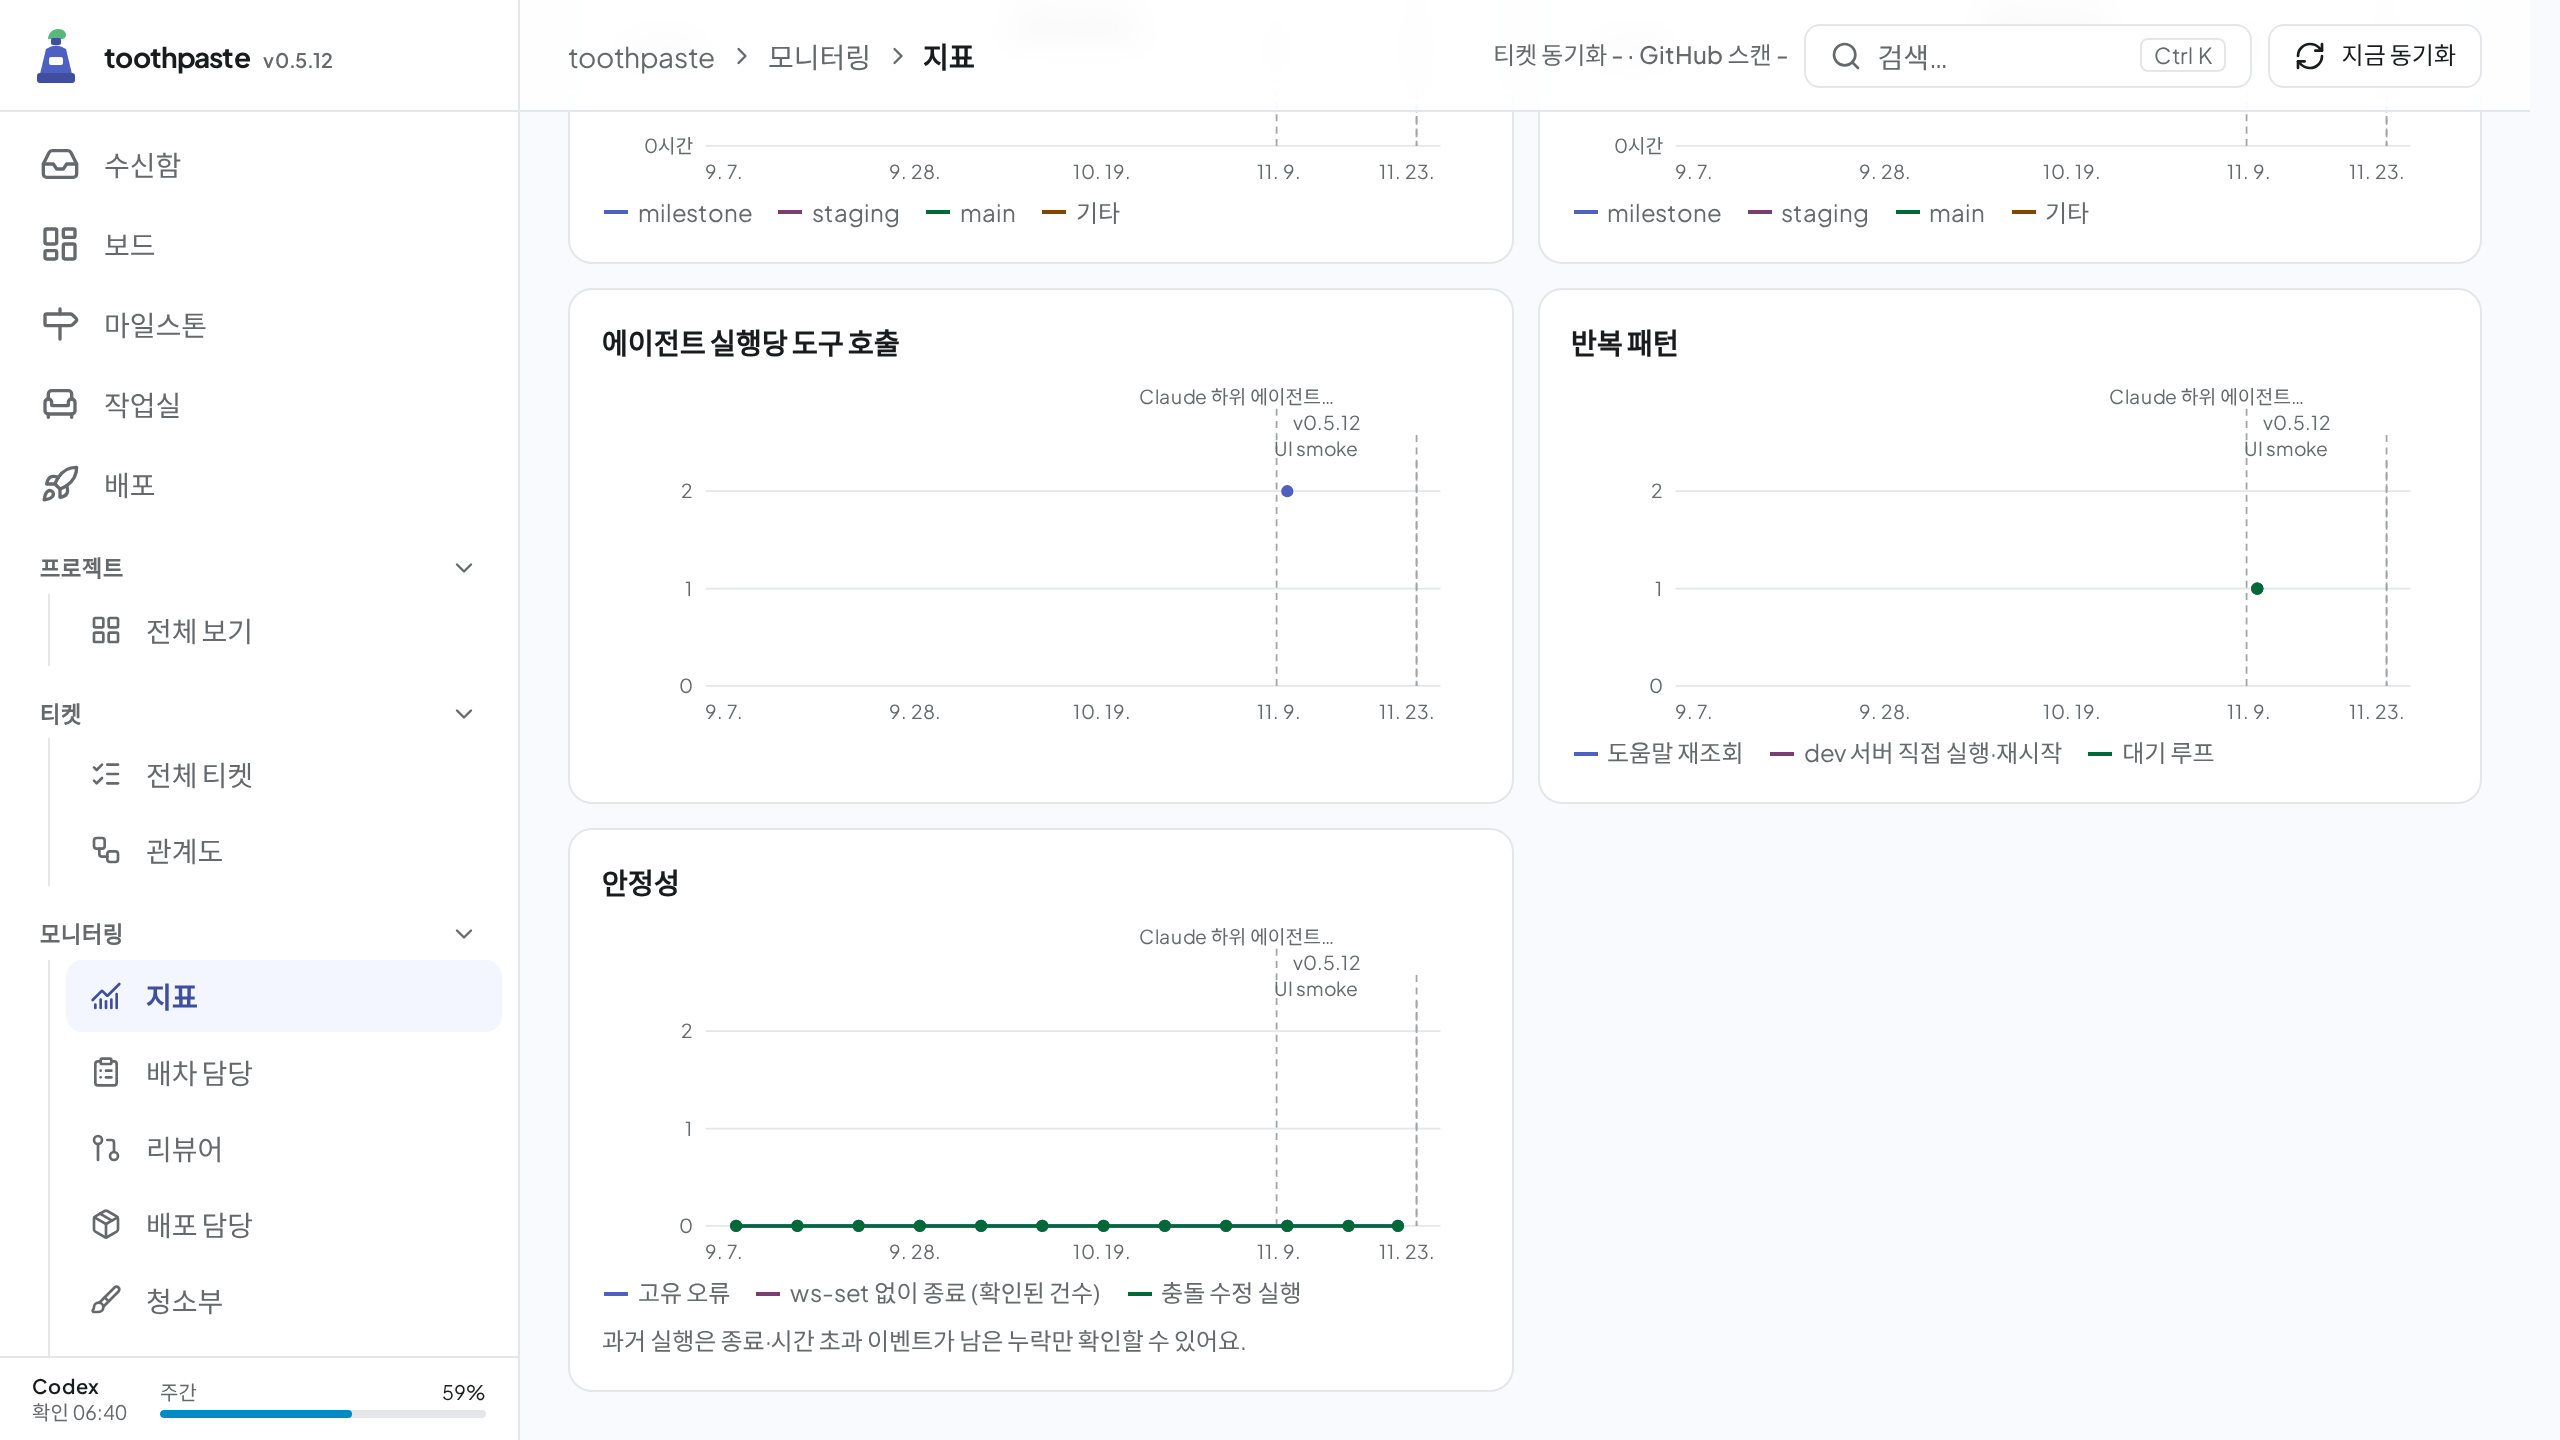 toothpaste v0.5.12
수신함
보드
마일스톤
작업실
배포
프로젝트
전체 보기
티켓
전체 티켓
관계도
모니터링
지표
배차 담당
리뷰어
배포 담당
청소부
Codex
확인 06:40
주간 59%
toothpaste > 모니터링 > 지표
티켓 동기화 - · GitHub 스캔 -
검색... Ctrl K
지금 동기화
0시간
9. 7. 9. 28. 10. 19. 11. 9. 11. 23.
milestone staging main 기타
0시간
9. 7. 9. 28. 10. 19. 11. 9. 11. 23.
milestone staging main 기타
에이전트 실행당 도구 호출
Claude 하위 에이전트...
v0.5.12
UI smoke
2
1
0
9. 7. 9. 28. 10. 19. 11. 9. 11. 23.
반복 패턴
Claude 하위 에이전트...
v0.5.12
UI smoke
2
1
0
9. 7. 9. 28. 10. 19. 11. 9. 11. 23.
도움말 재조회 dev 서버 직접 실행·재시작 대기 루프
안정성
Claude 하위 에이전트...
v0.5.12
UI smoke
2
1
0
9. 7. 9. 28. 10. 19. 11. 9. 11. 23.
고유 오류 ws-set 없이 종료 (확인된 건수) 충돌 수정 실행
과거 실행은 종료·시간 초과 이벤트가 남은 누락만 확인할 수 있어요.